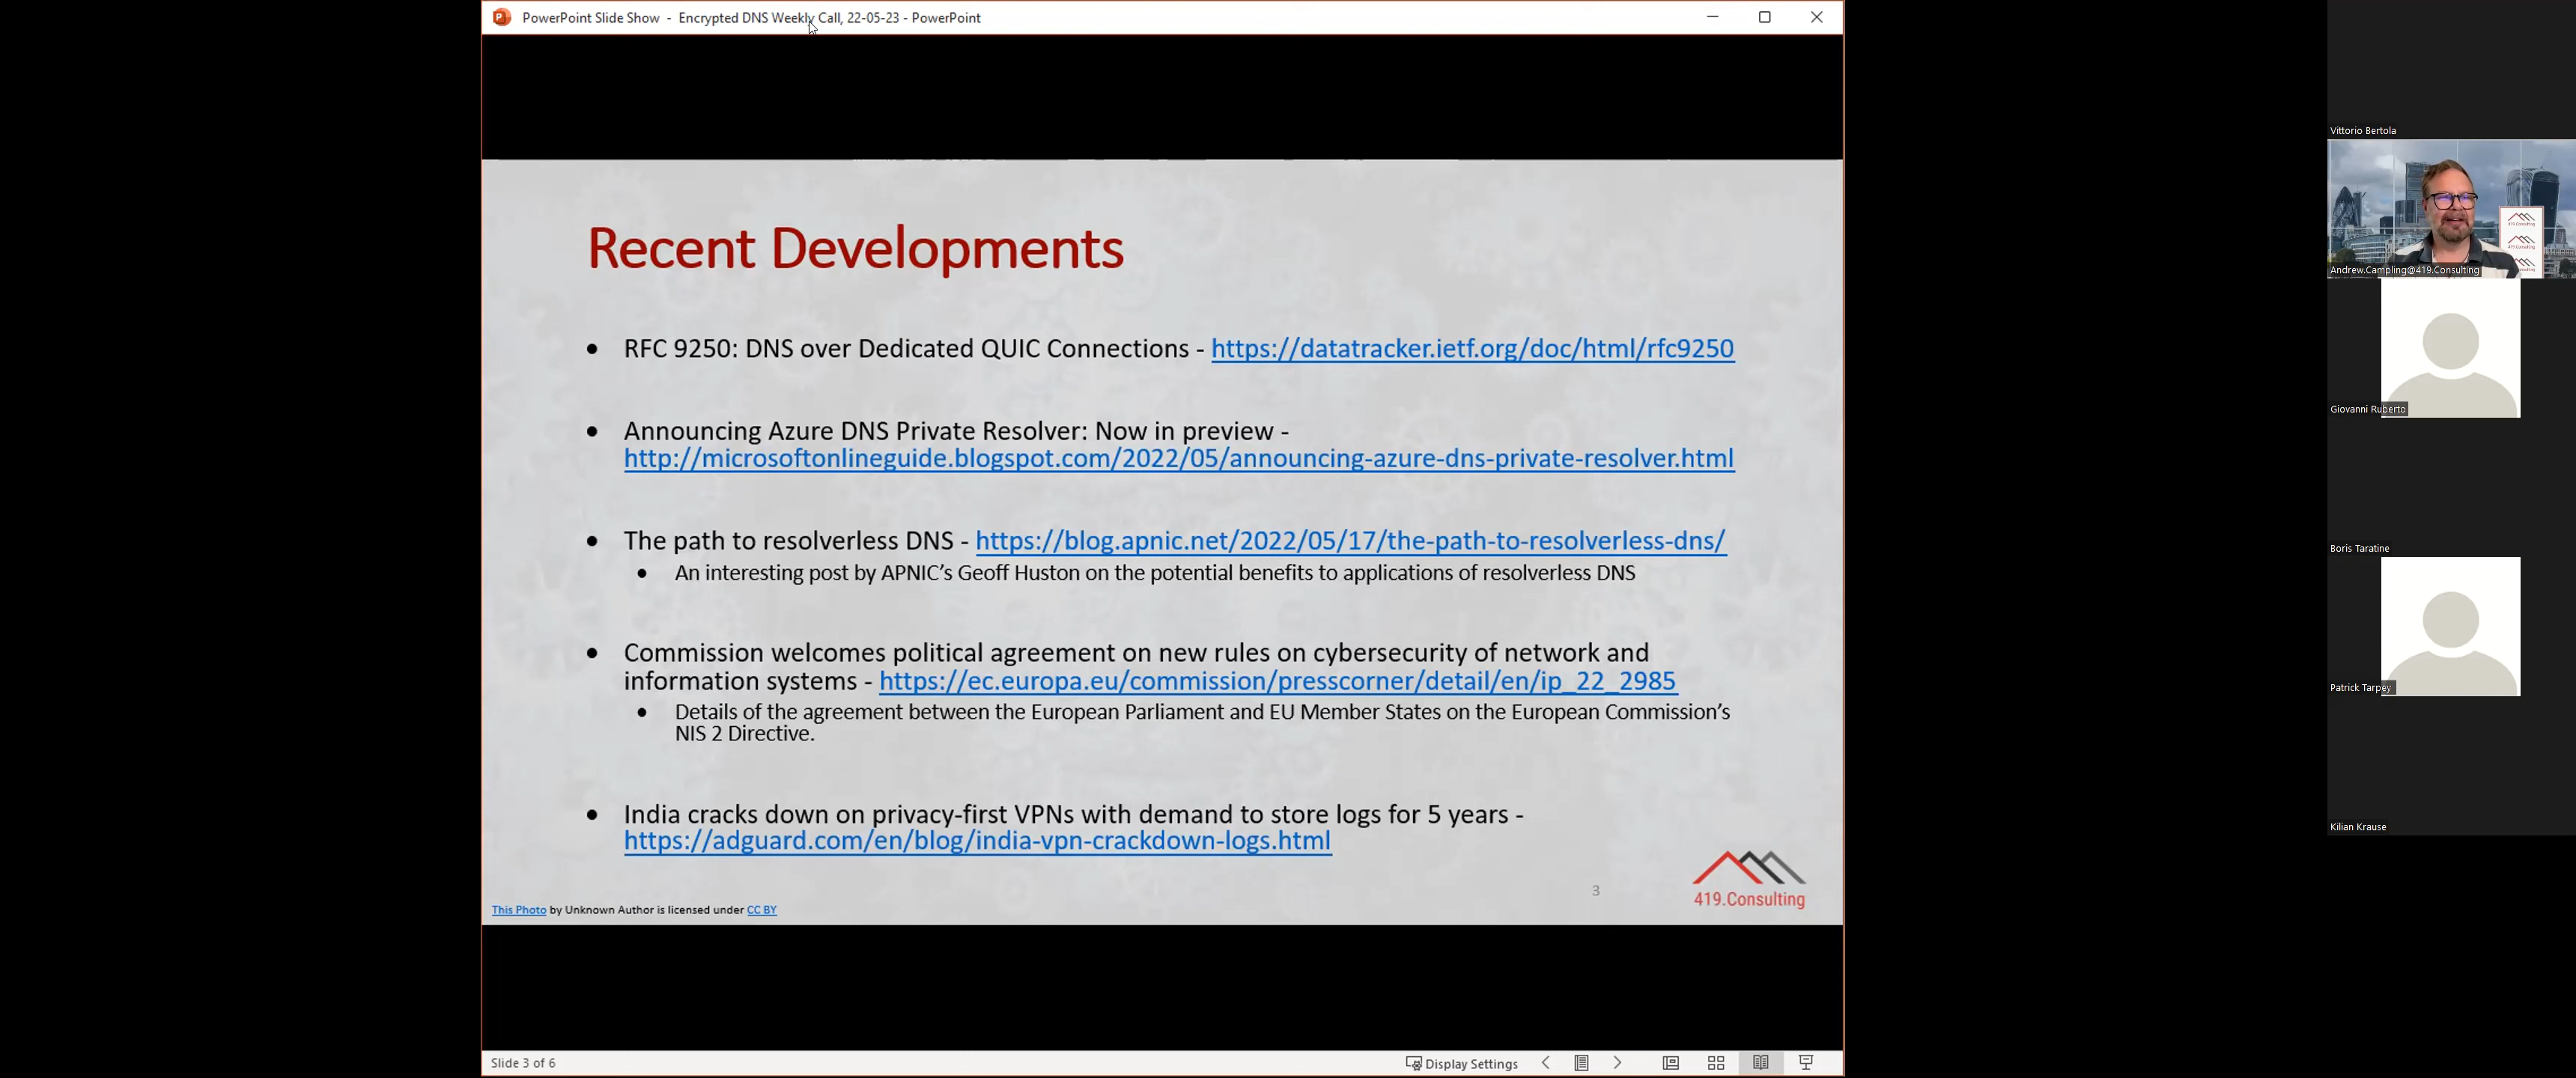 PowerPoint Slide Show - Encrypted DNS Weekly Call, 22-05-23 - PowerPoint
Recent Developments
• RFC 9250: DNS over Dedicated QUIC Connections - https://datatracker.ietf.org/doc/html/rfc9250
• Announcing Azure DNS Private Resolver: Now in preview -
http://microsoftonlineguide.blogspot.com/2022/05/announcing-azure-dns-private-resolver.html
• The path to resolverless DNS - https://blog.apnic.net/2022/05/17/the-path-to-resolverless-dns/
• An interesting post by APNIC's Geoff Huston on the potential benefits to applications of resolverless DNS
• Commission welcomes political agreement on new rules on cybersecurity of network and
information systems - https://ec.europa.eu/commission/presscorner/detail/en/ip_22_2985
• Details of the agreement between the European Parliament and EU Member States on the European Commission's
NIS 2 Directive.
• India cracks down on privacy-first VPNs with demand to store logs for 5 years -
https://adguard.com/en/blog/india-vpn-crackdown-logs.html
3
419.Consulting
This Photo by Unknown Author is licensed under CC BY
Slide 3 of 6
Display Settings
Vittorio Bertola
Andrew.Campling@419.Consulting
Giovanni Ruberto
Boris Taratine
Patrick Tarpey
Kilian Krause